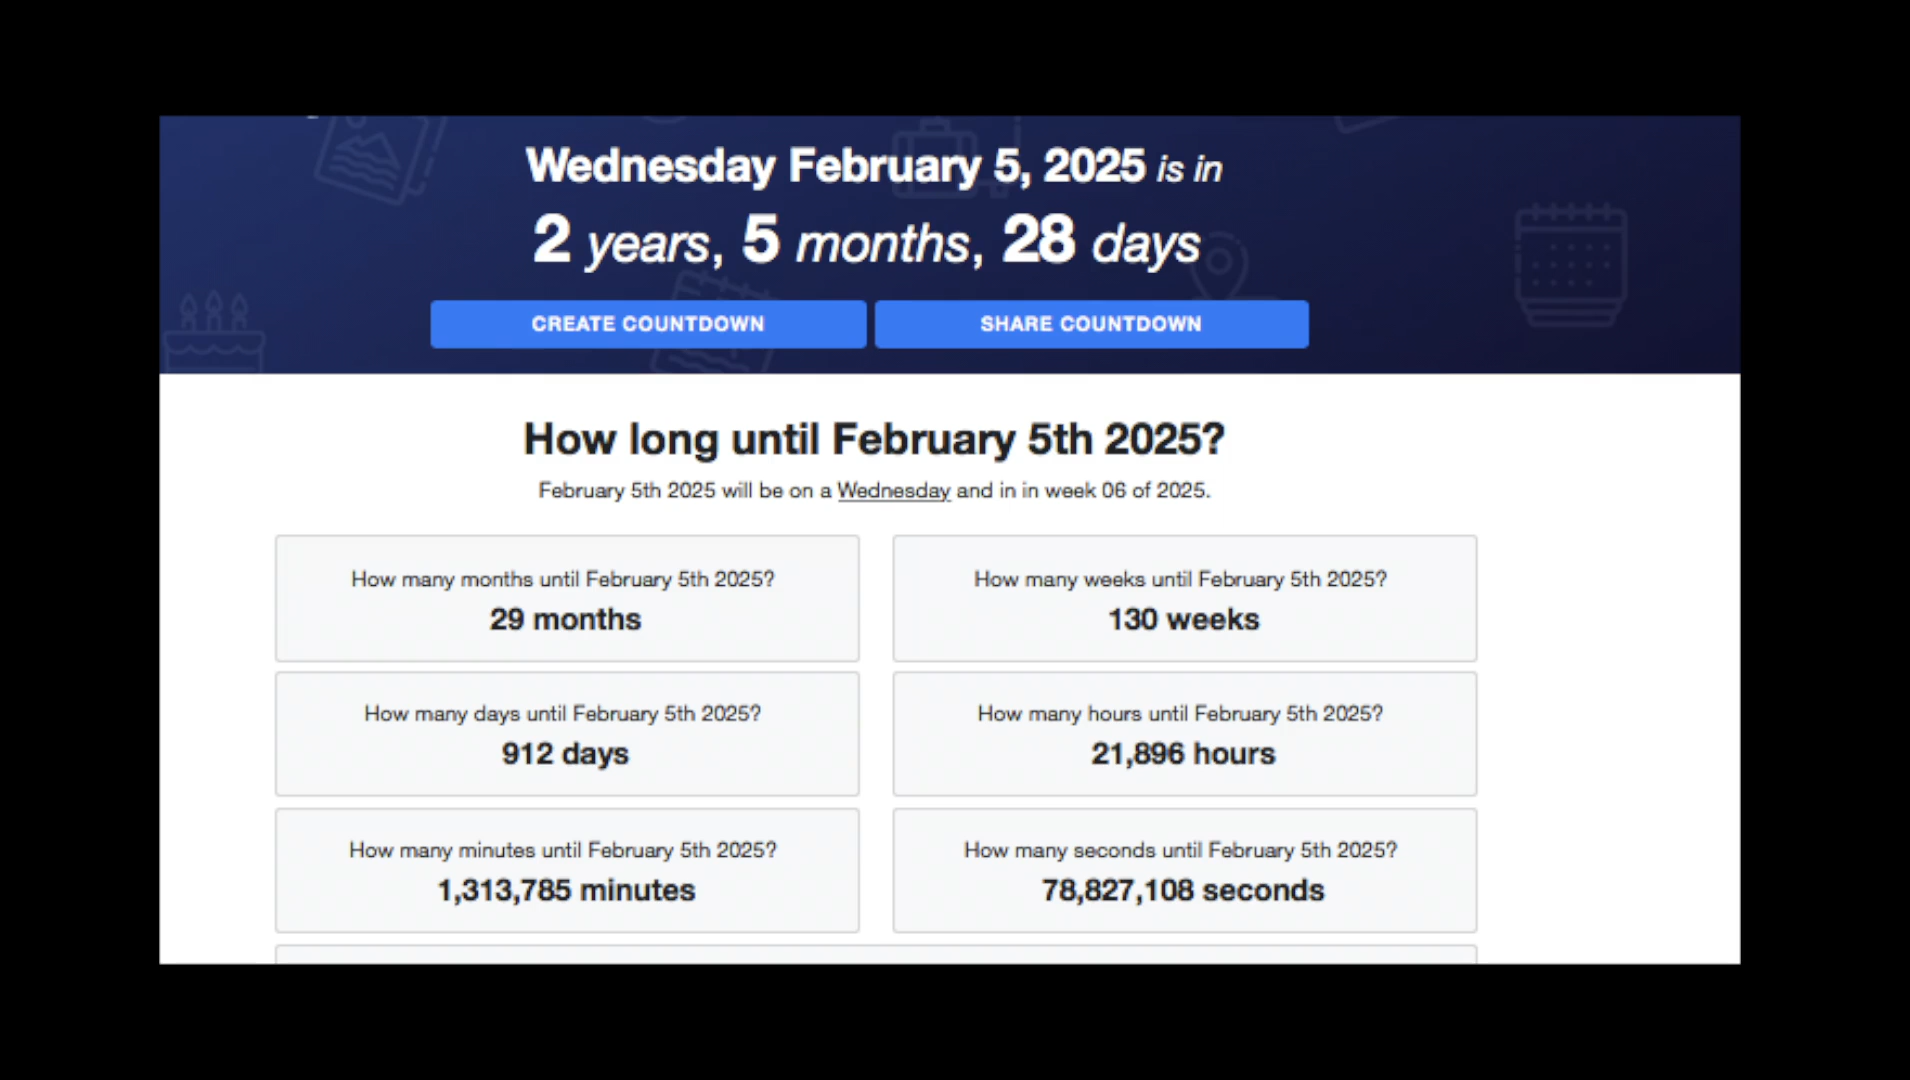 Wednesday February 5, 2025 is in
2 years, 5 months, 28 days
CREATE COUNTDOWN
SHARE COUNTDOWN
How long until February 5th 2025?
February 5th 2025 will be on a Wednesday and in in week 06 of 2025.
How many months until February 5th 2025?
29 months
How many weeks until February 5th 2025?
130 weeks
How many days until February 5th 2025?
912 days
How many hours until February 5th 2025?
21,896 hours
How many minutes until February 5th 2025?
1,313,785 minutes
How many seconds until February 5th 2025?
78,827,108 seconds